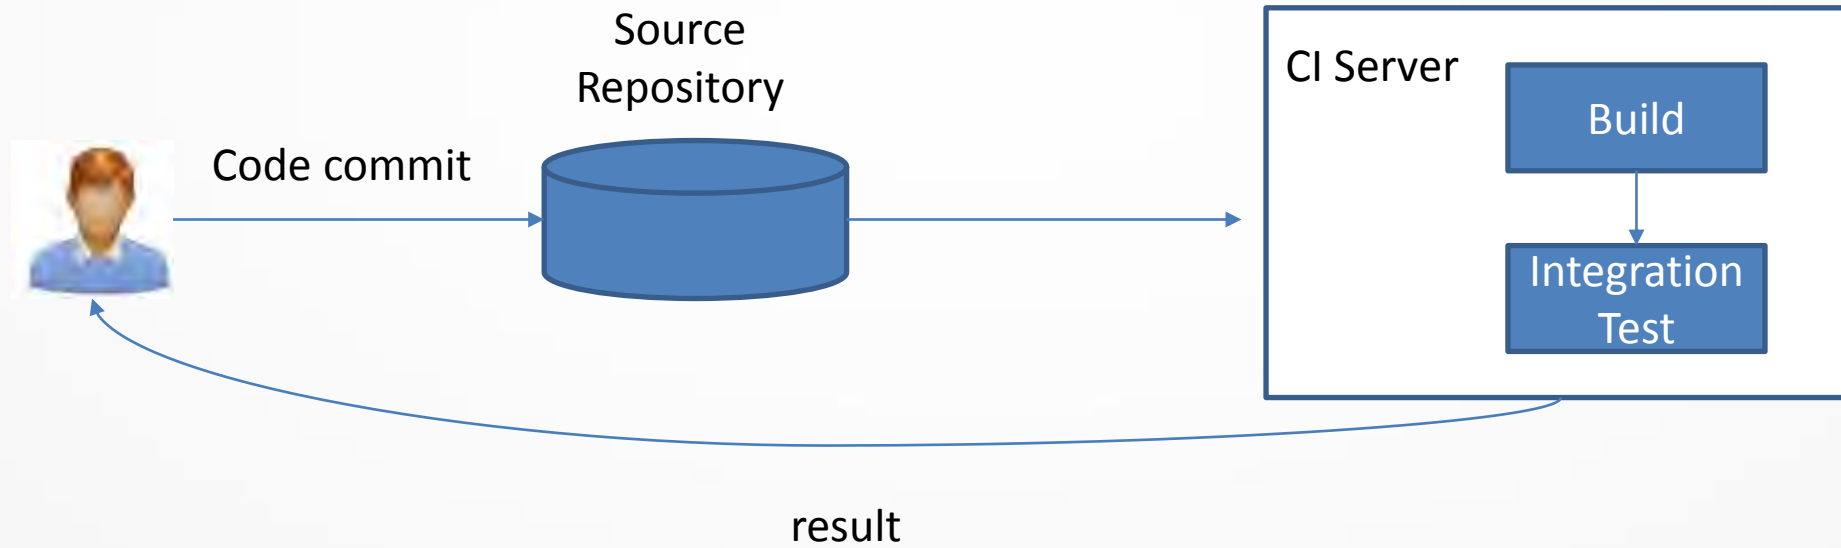 Source
Repository
CI Server
Build
Code commit
Integration
Test
result